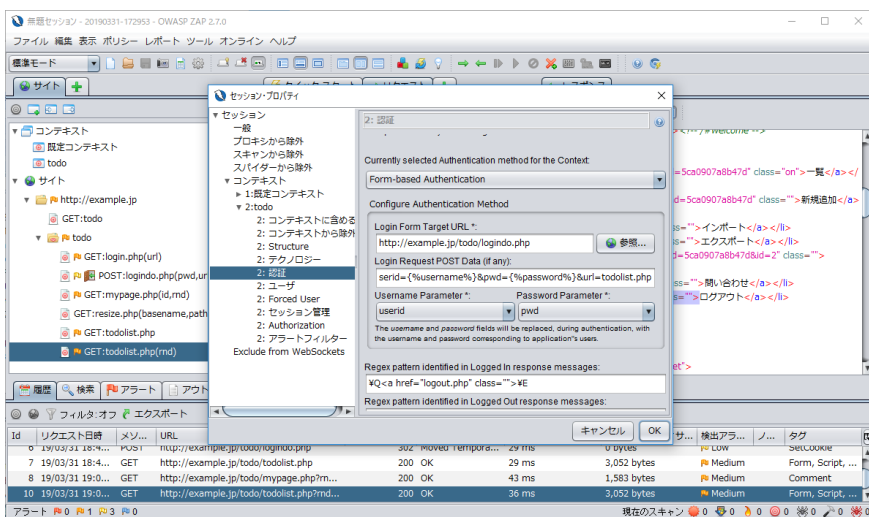 無題セッション - 20190331-172953 - OWASP ZAP 2.7.0
ファイル 編集 表示 ポリシー レポート ツール オンライン ヘルプ
標準モード
サイト
コンテキスト
既定コンテキスト
todo
サイト
http://example.jp
GET:todo
todo
GET:login.php(url)
POST:logindo.php(pwd,ur
GET:mypage.php(id,rnd)
GET:resize.php(basename,path
GET:todolist.php
GET:todolist.php(rnd)
セッション・プロパティ
セッション
一般
プロキシから除外
スキャンから除外
スパイダーから除外
コンテキスト
1:既定コンテキスト
2:todo
2: コンテキストに含める
2: コンテキストから除外
2: Structure
2: テクノロジー
2: 認証
2: ユーザ
2: Forced User
2: セッション管理
2: Authorization
2: アラートフィルター
Exclude from WebSockets
2: 認証
Currently selected Authentication method for the Context:
Form-based Authentication
Configure Authentication Method
Login Form Target URL *:
http://example.jp/todo/logindo.php
参照...
Login Request POST Data (if any):
serid={%username%}&pwd={%password%}&url=todolist.php
Username Parameter *: Password Parameter *:
userid pwd
The username and password fields will be replaced, during authentication, with
the username and password corresponding to application"s users.
Regex pattern identified in Logged In response messages:
¥Q<a href="logout.php" class="">¥E
Regex pattern identified in Logged Out response messages:
キャンセル OK
=5ca0907a8b47d" class="on">一覧</a></
d=5ca0907a8b47d" class="">新規追加</a>
s="">インポート</a></li>
s="">エクスポート</a></li>
d=5ca0907a8b47d&id=2" class="">
ss="">問い合わせ</a></li>
s="">ログアウト</a></li>
et">
履歴 検索 アラート アウト
フィルタ:オフ エクスポート
Id リクエスト日時 メソ... URL サ... 検出アラ... ノ... タグ
6 19/03/31 18:4... POST http://example.jp/todo/logindo.php 302 Moved Tempora... 29 ms 0 bytes Low SetCookie
7 19/03/31 18:4... GET http://example.jp/todo/todolist.php 200 OK 29 ms 3,052 bytes Medium Form, Script, ...
8 19/03/31 19:0... GET http://example.jp/todo/mypage.php?rn... 200 OK 43 ms 1,583 bytes Medium Comment
10 19/03/31 19:0... GET http://example.jp/todo/todolist.php?rnd... 200 OK 36 ms 3,052 bytes Medium Form, Script, ...
アラート 0 1 3 0 現在のスキャン 0 0 0 0 0 0 0